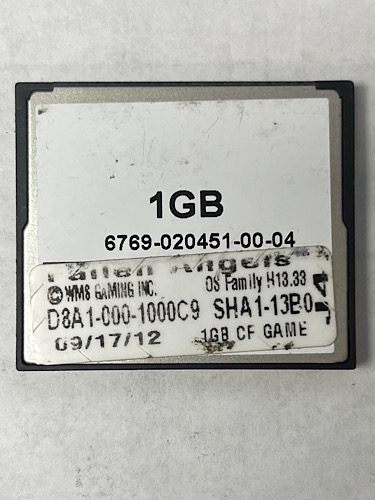 1GB
6769-020451-00-04
Fallen Angels
© WMS GAMING INC. OS Family H13.33
D8A1-000-1000C9 SHA1-13B0
09/17/12 1GB CF GAME
J4